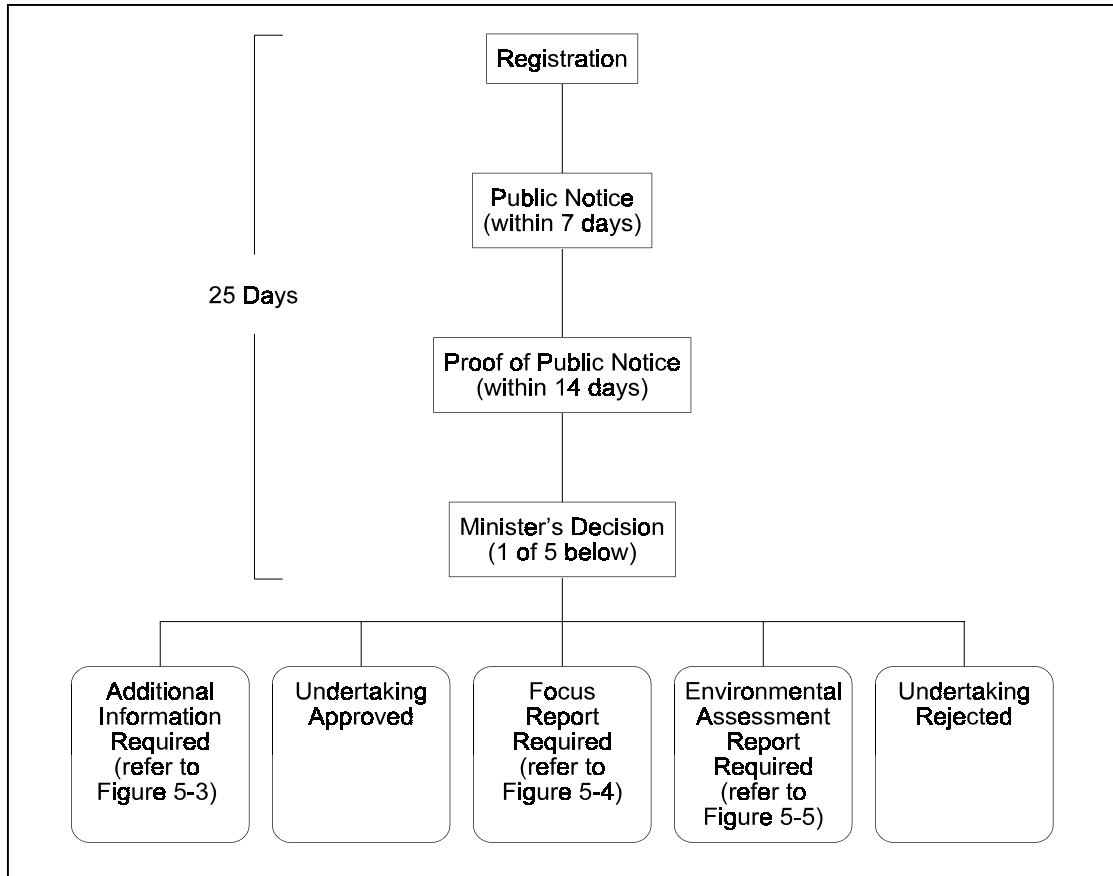 Registration
Public Notice
(within 7 days)
25 Days
Proof of Public Notice
(within 14 days)
Minister's Decision
(1 of 5 below)
Additional
Information
Required
(refer to
Figure 5-3)
Undertaking
Approved
Focus
Report
Required
(refer to
Figure 5-4)
Environmental
Assessment
Report
Required
(refer to
Figure 5-5)
Undertaking
Rejected